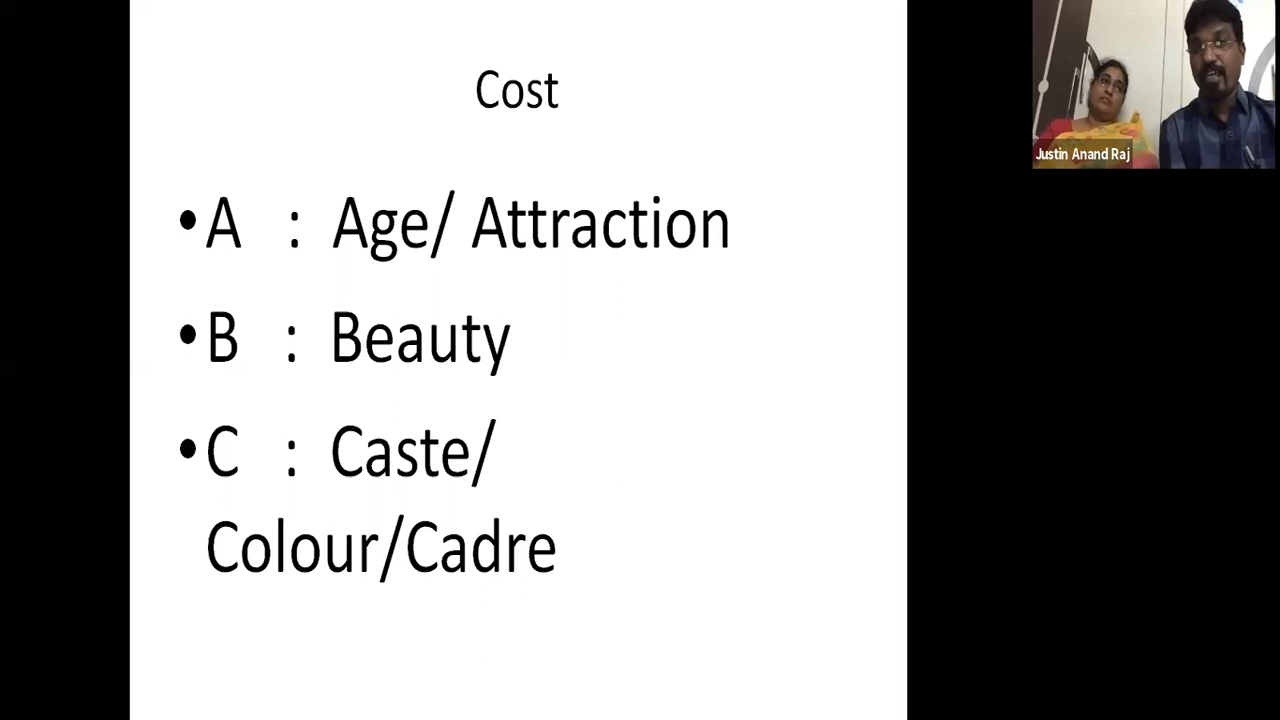 Cost
•A : Age/ Attraction
•B : Beauty
•C : Caste/
Colour/Cadre
Justin Anand Raj